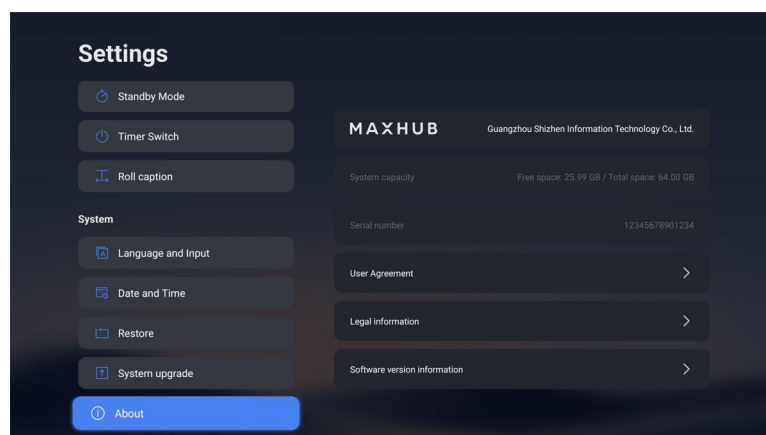 Settings
Standby Mode
Timer Switch
Roll caption
System
Language and Input
Date and Time
Restore
System upgrade
About
MAXHUB Guangzhou Shizhen Information Technology Co., Ltd.
System capacity Free space: 25.99 GB / Total space: 64.00 GB
Serial number 12345678901234
User Agreement
Legal information
Software version information